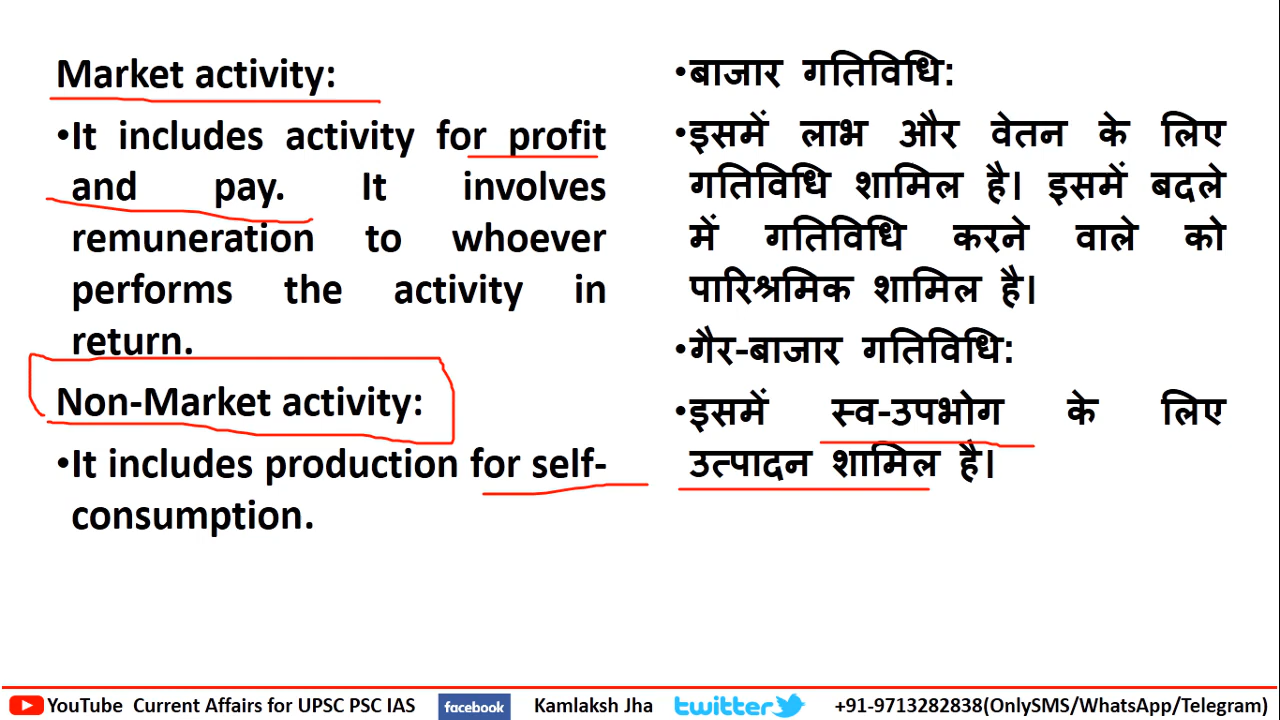 Market activity:
•It includes activity for profit
and pay. It involves
remuneration to whoever
performs the activity in
return.
Non-Market activity:
•It includes production for self-
consumption.
•बाजार गतिविधि:
•इसमें लाभ और वेतन के लिए
गतिविधि शामिल है। इसमें बदले
में गतिविधि करने वाले को
पारिश्रमिक शामिल है।
•गैर-बाजार गतिविधि:
•इसमें स्व-उपभोग के लिए
उत्पादन शामिल है।
YouTube Current Affairs for UPSC PSC IAS facebook Kamlaksh Jha twitter +91-9713282838(OnlySMS/WhatsApp/Telegram)